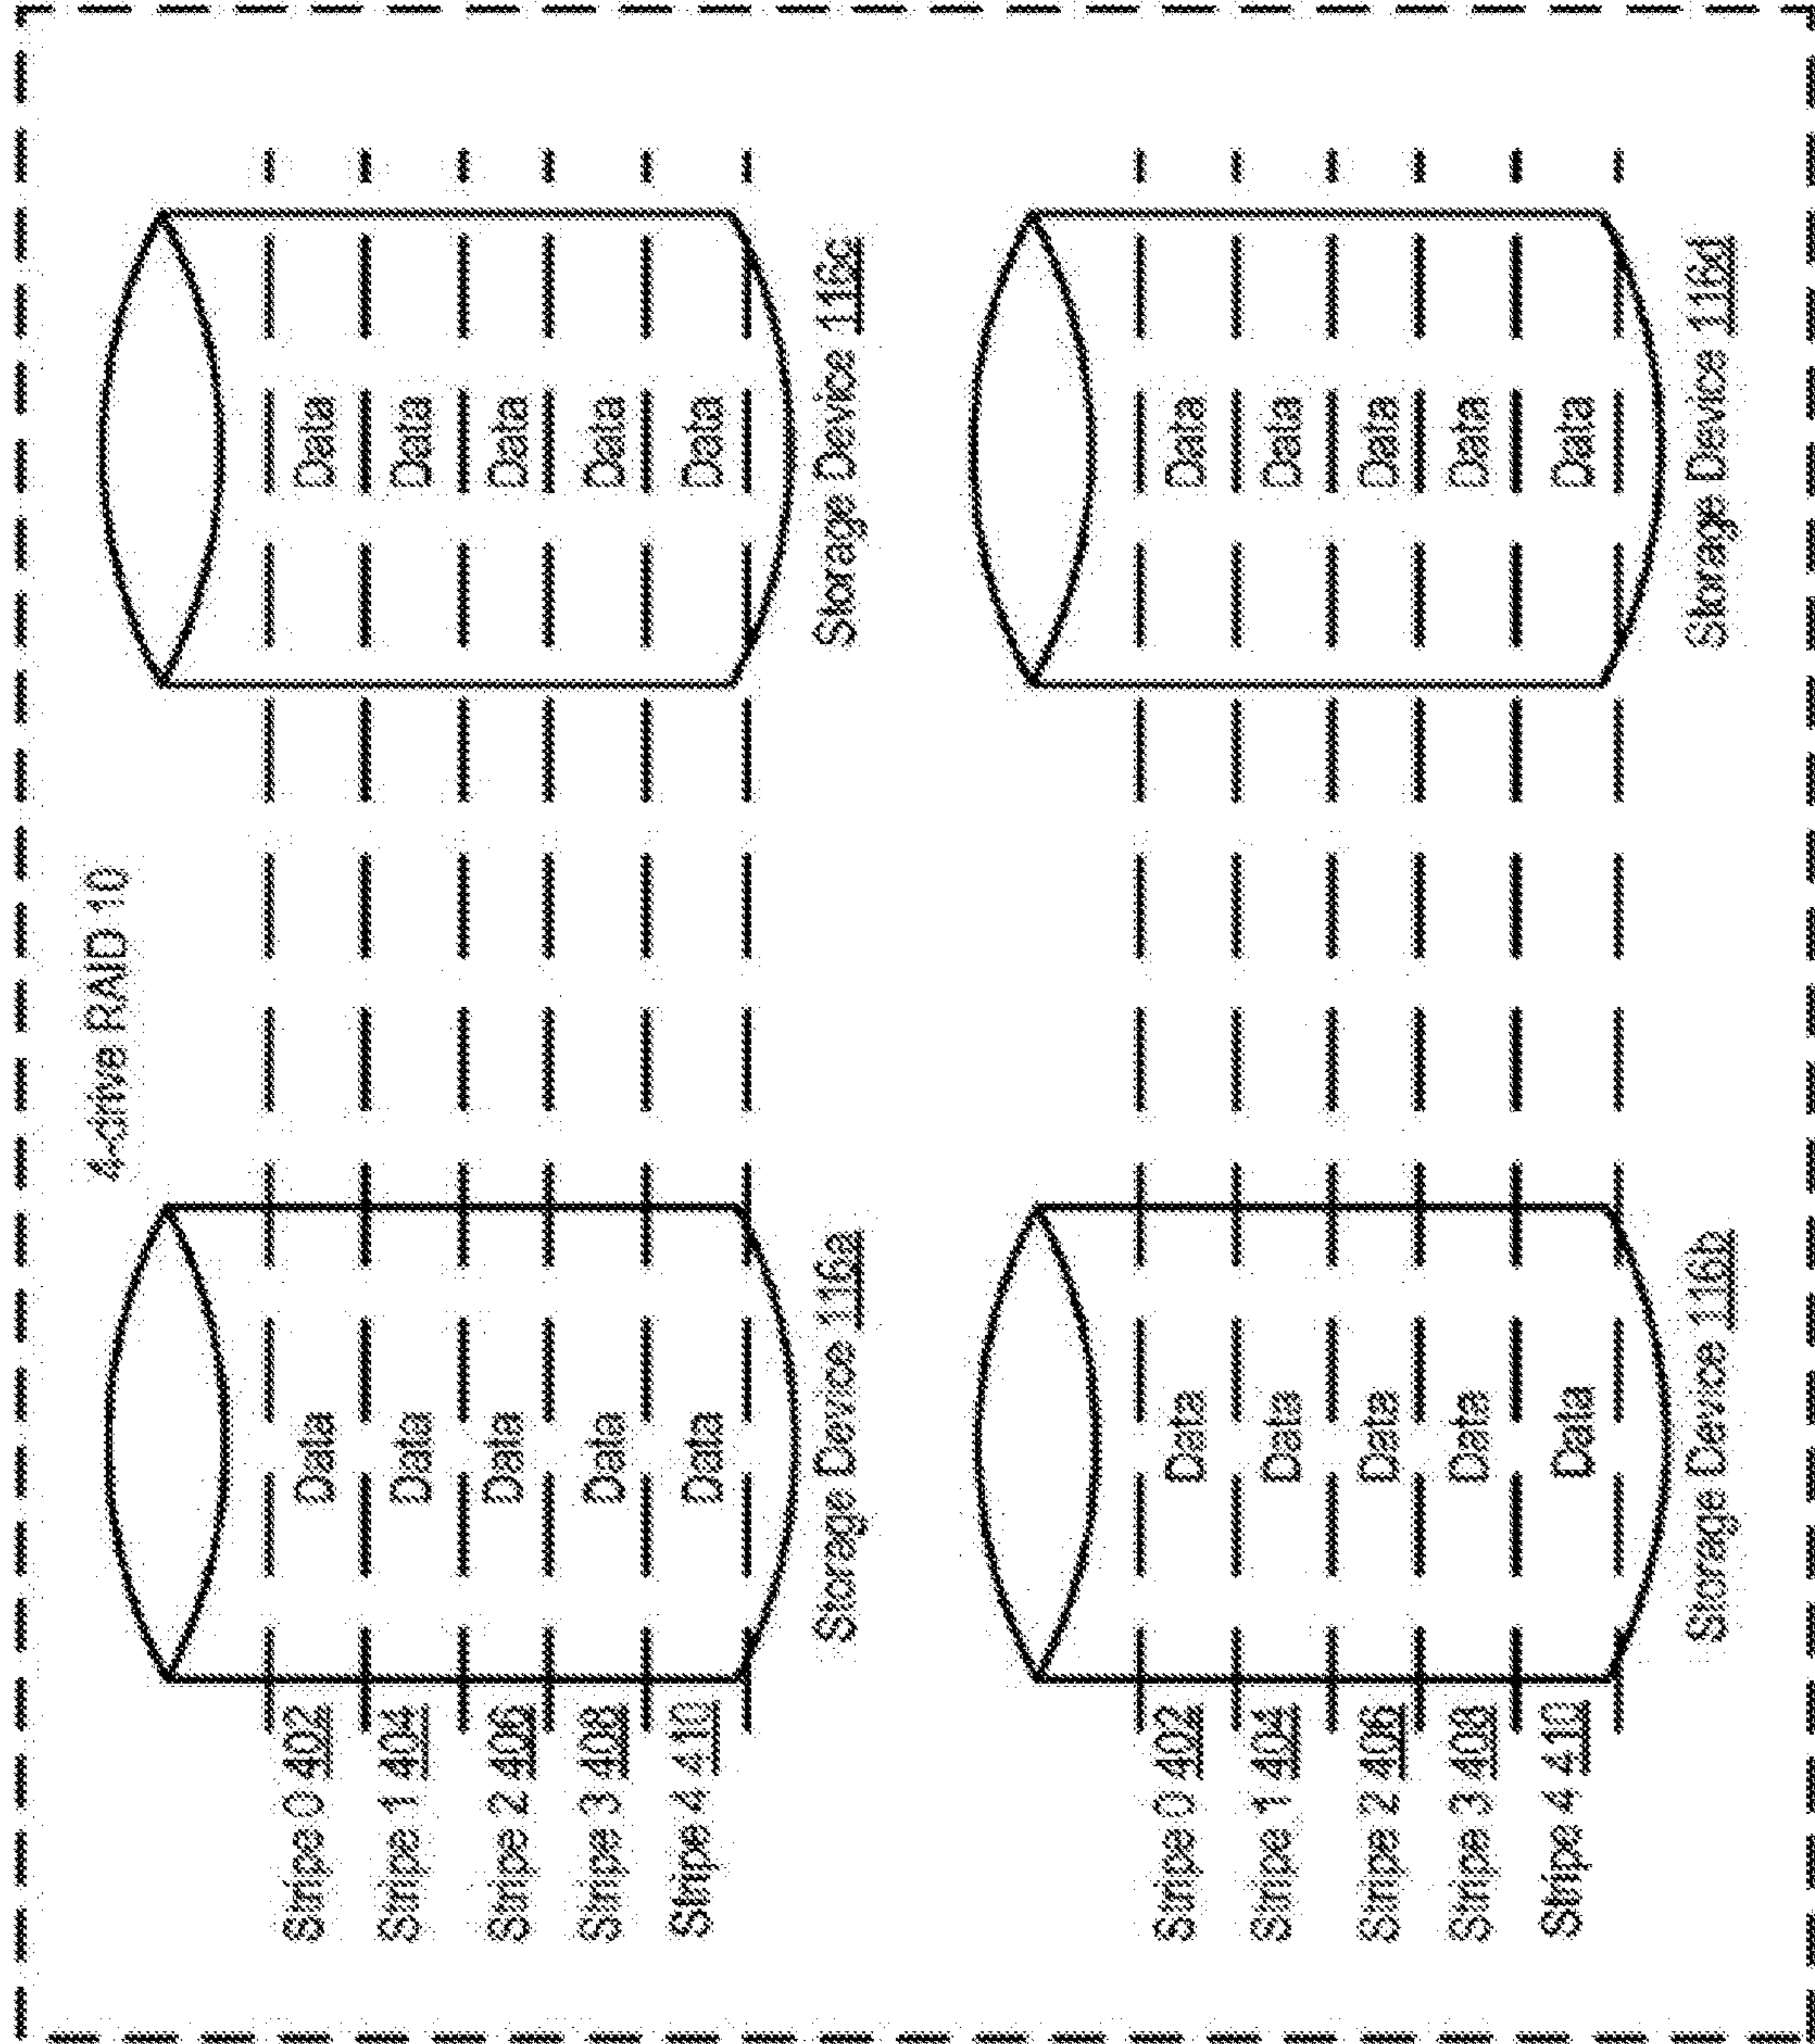 4-drive RAID 10
Stripe 0 402 Data Data
Stripe 1 404 Data Data
Stripe 2 406 Data Data
Stripe 3 408 Data Data
Stripe 4 410 Data Data
Storage Device 116a Storage Device 116c
Stripe 0 402 Data Data
Stripe 1 404 Data Data
Stripe 2 406 Data Data
Stripe 3 408 Data Data
Stripe 4 410 Data Data
Storage Device 116b Storage Device 116d